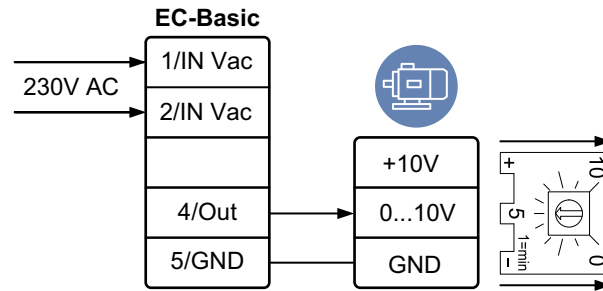 EC-Basic
230V AC
1/IN Vac
2/IN Vac
4/Out
5/GND
+10V
0...10V
GND
+
5
-
1=min
10
0